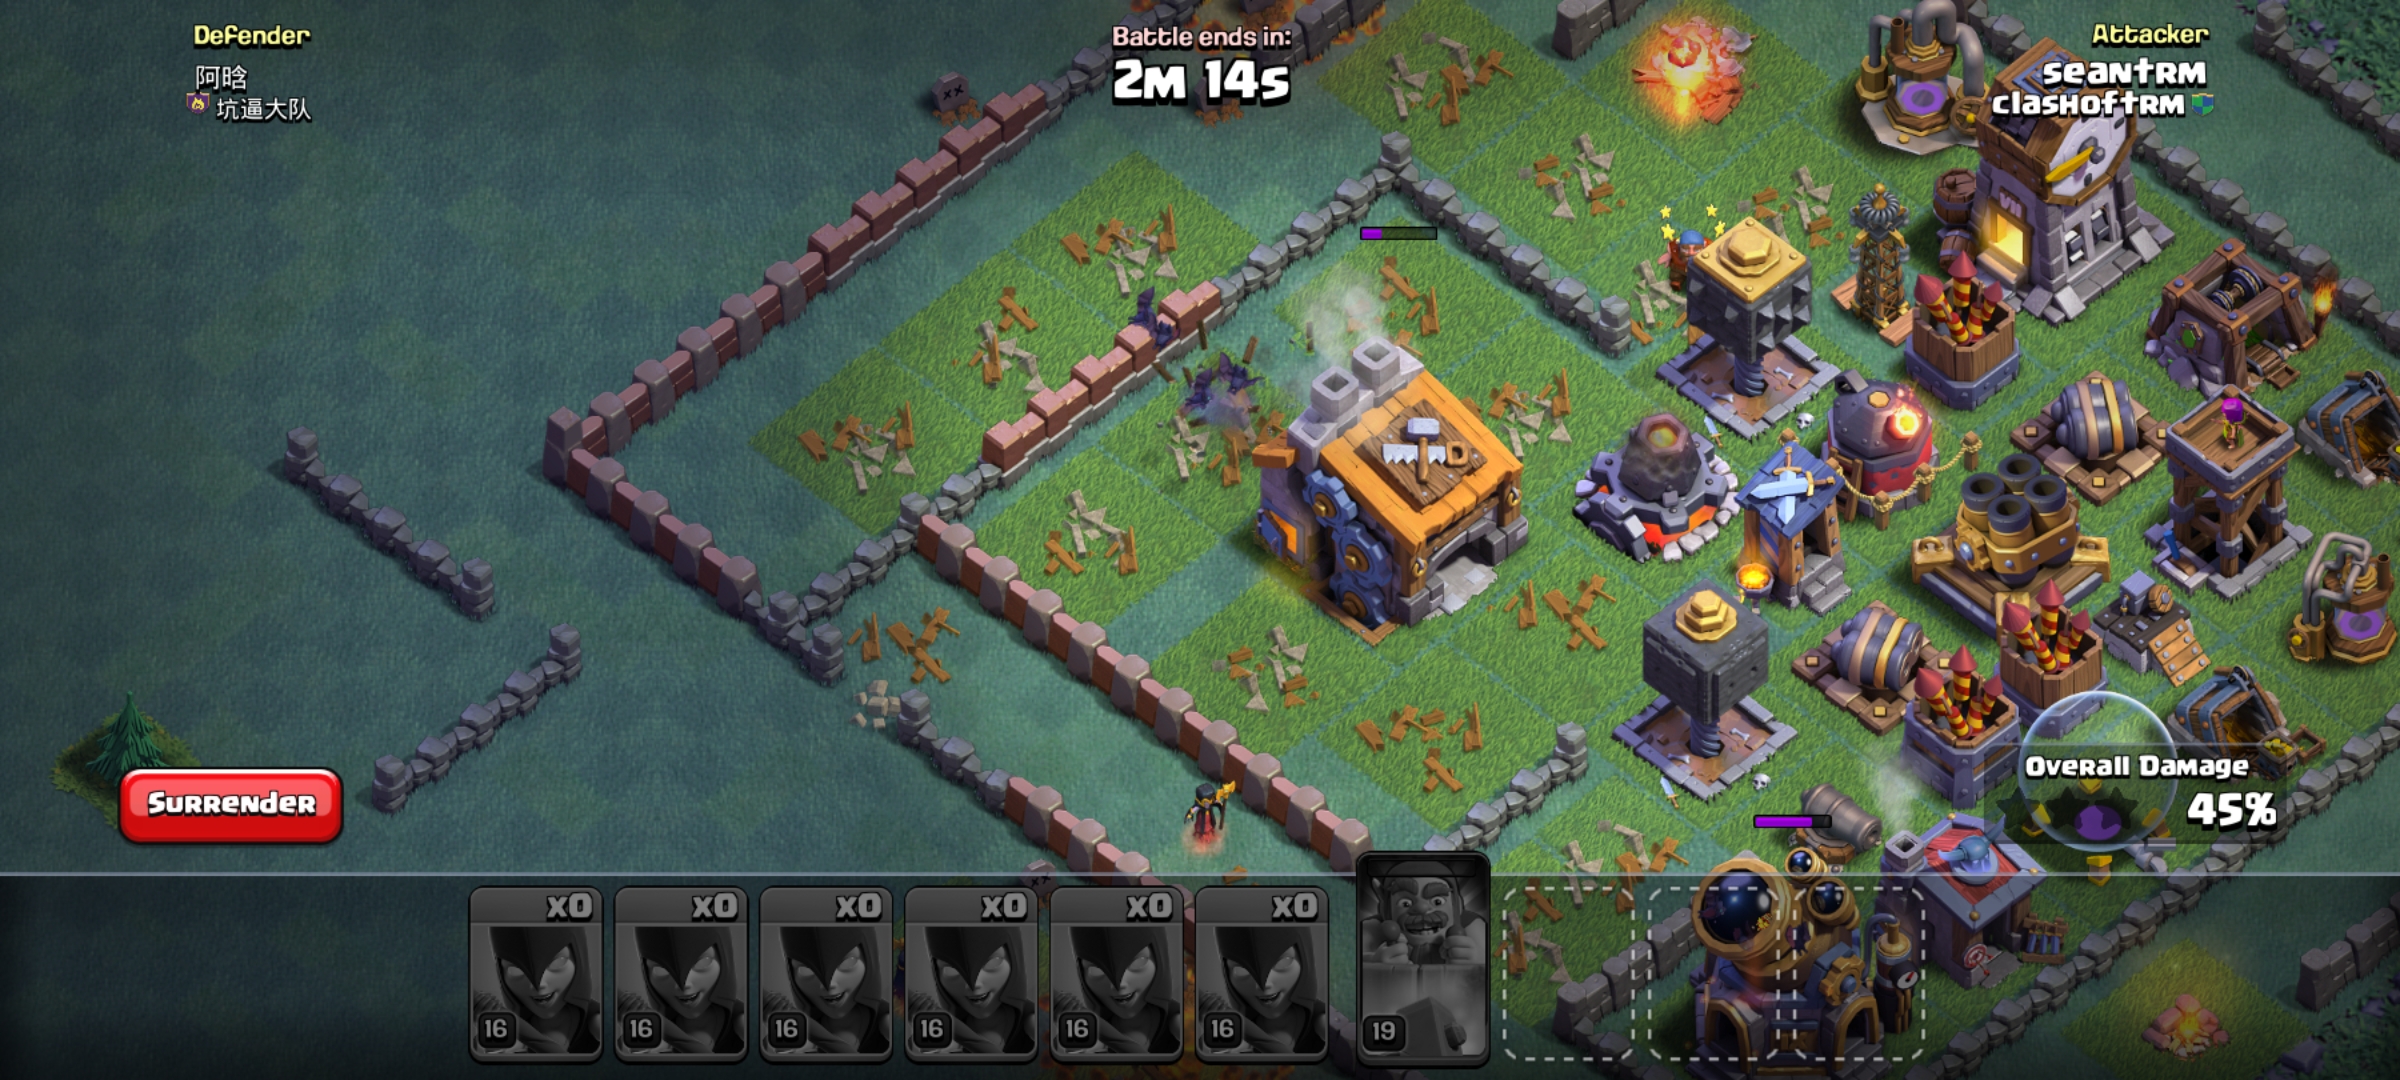 Defender
阿晗
坑逼大队
Battle ends in:
2M 14s
Attacker
seantRM
clashoftRM
VII
Surrender
Overall Damage
45%
x0
x0
x0
x0
x0
x0
16
16
16
16
16
16
19